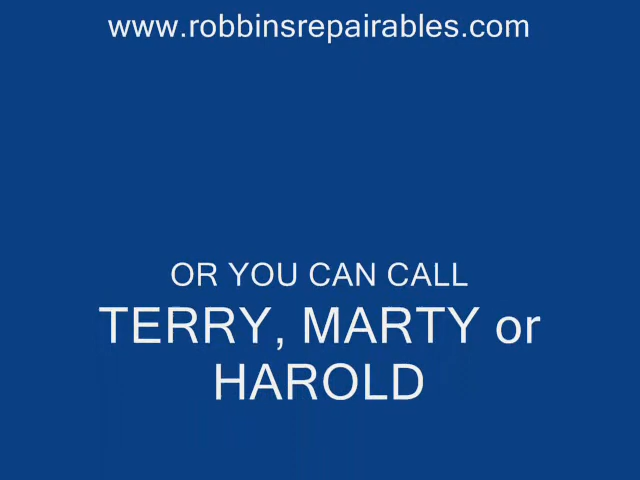 www.robbinsrepairables.com
OR YOU CAN CALL
TERRY, MARTY or
HAROLD